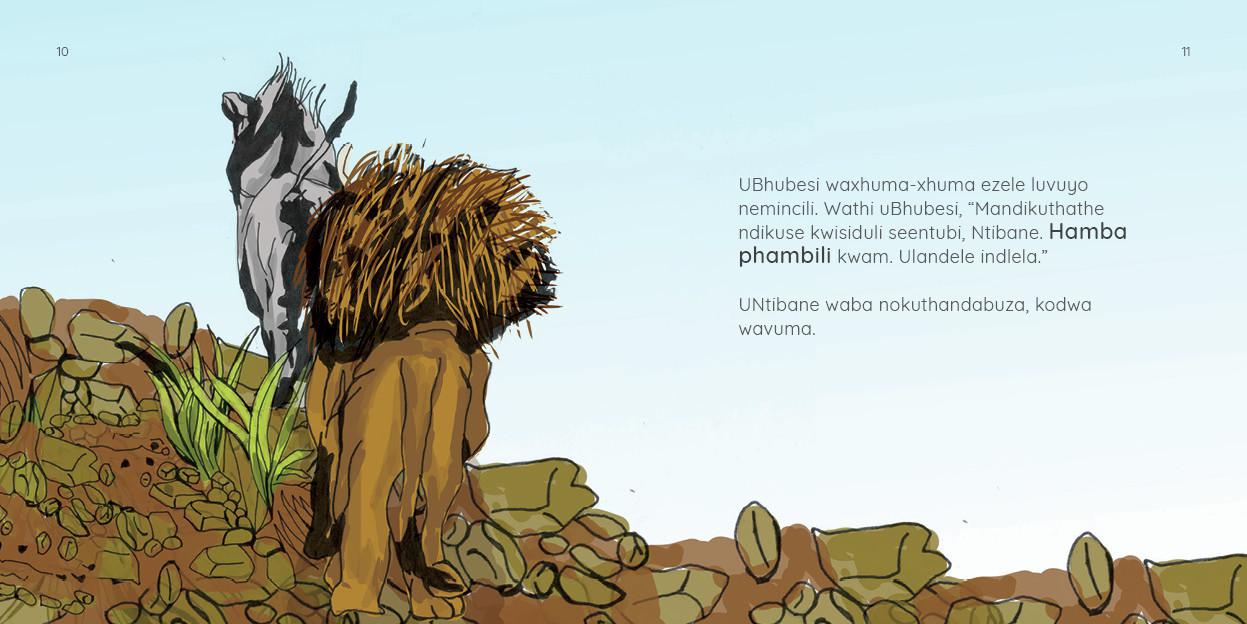 10
11
UBhubesi waxhuma-xhuma ezele luvuyo
nemincili. Wathi uBhubesi, “Mandikuthathe
ndikuse kwisiduli seentubi, Ntibane. Hamba
phambili kwam. Ulandele indlela.”
UNtibane waba nokuthandabuza, kodwa
wavuma.